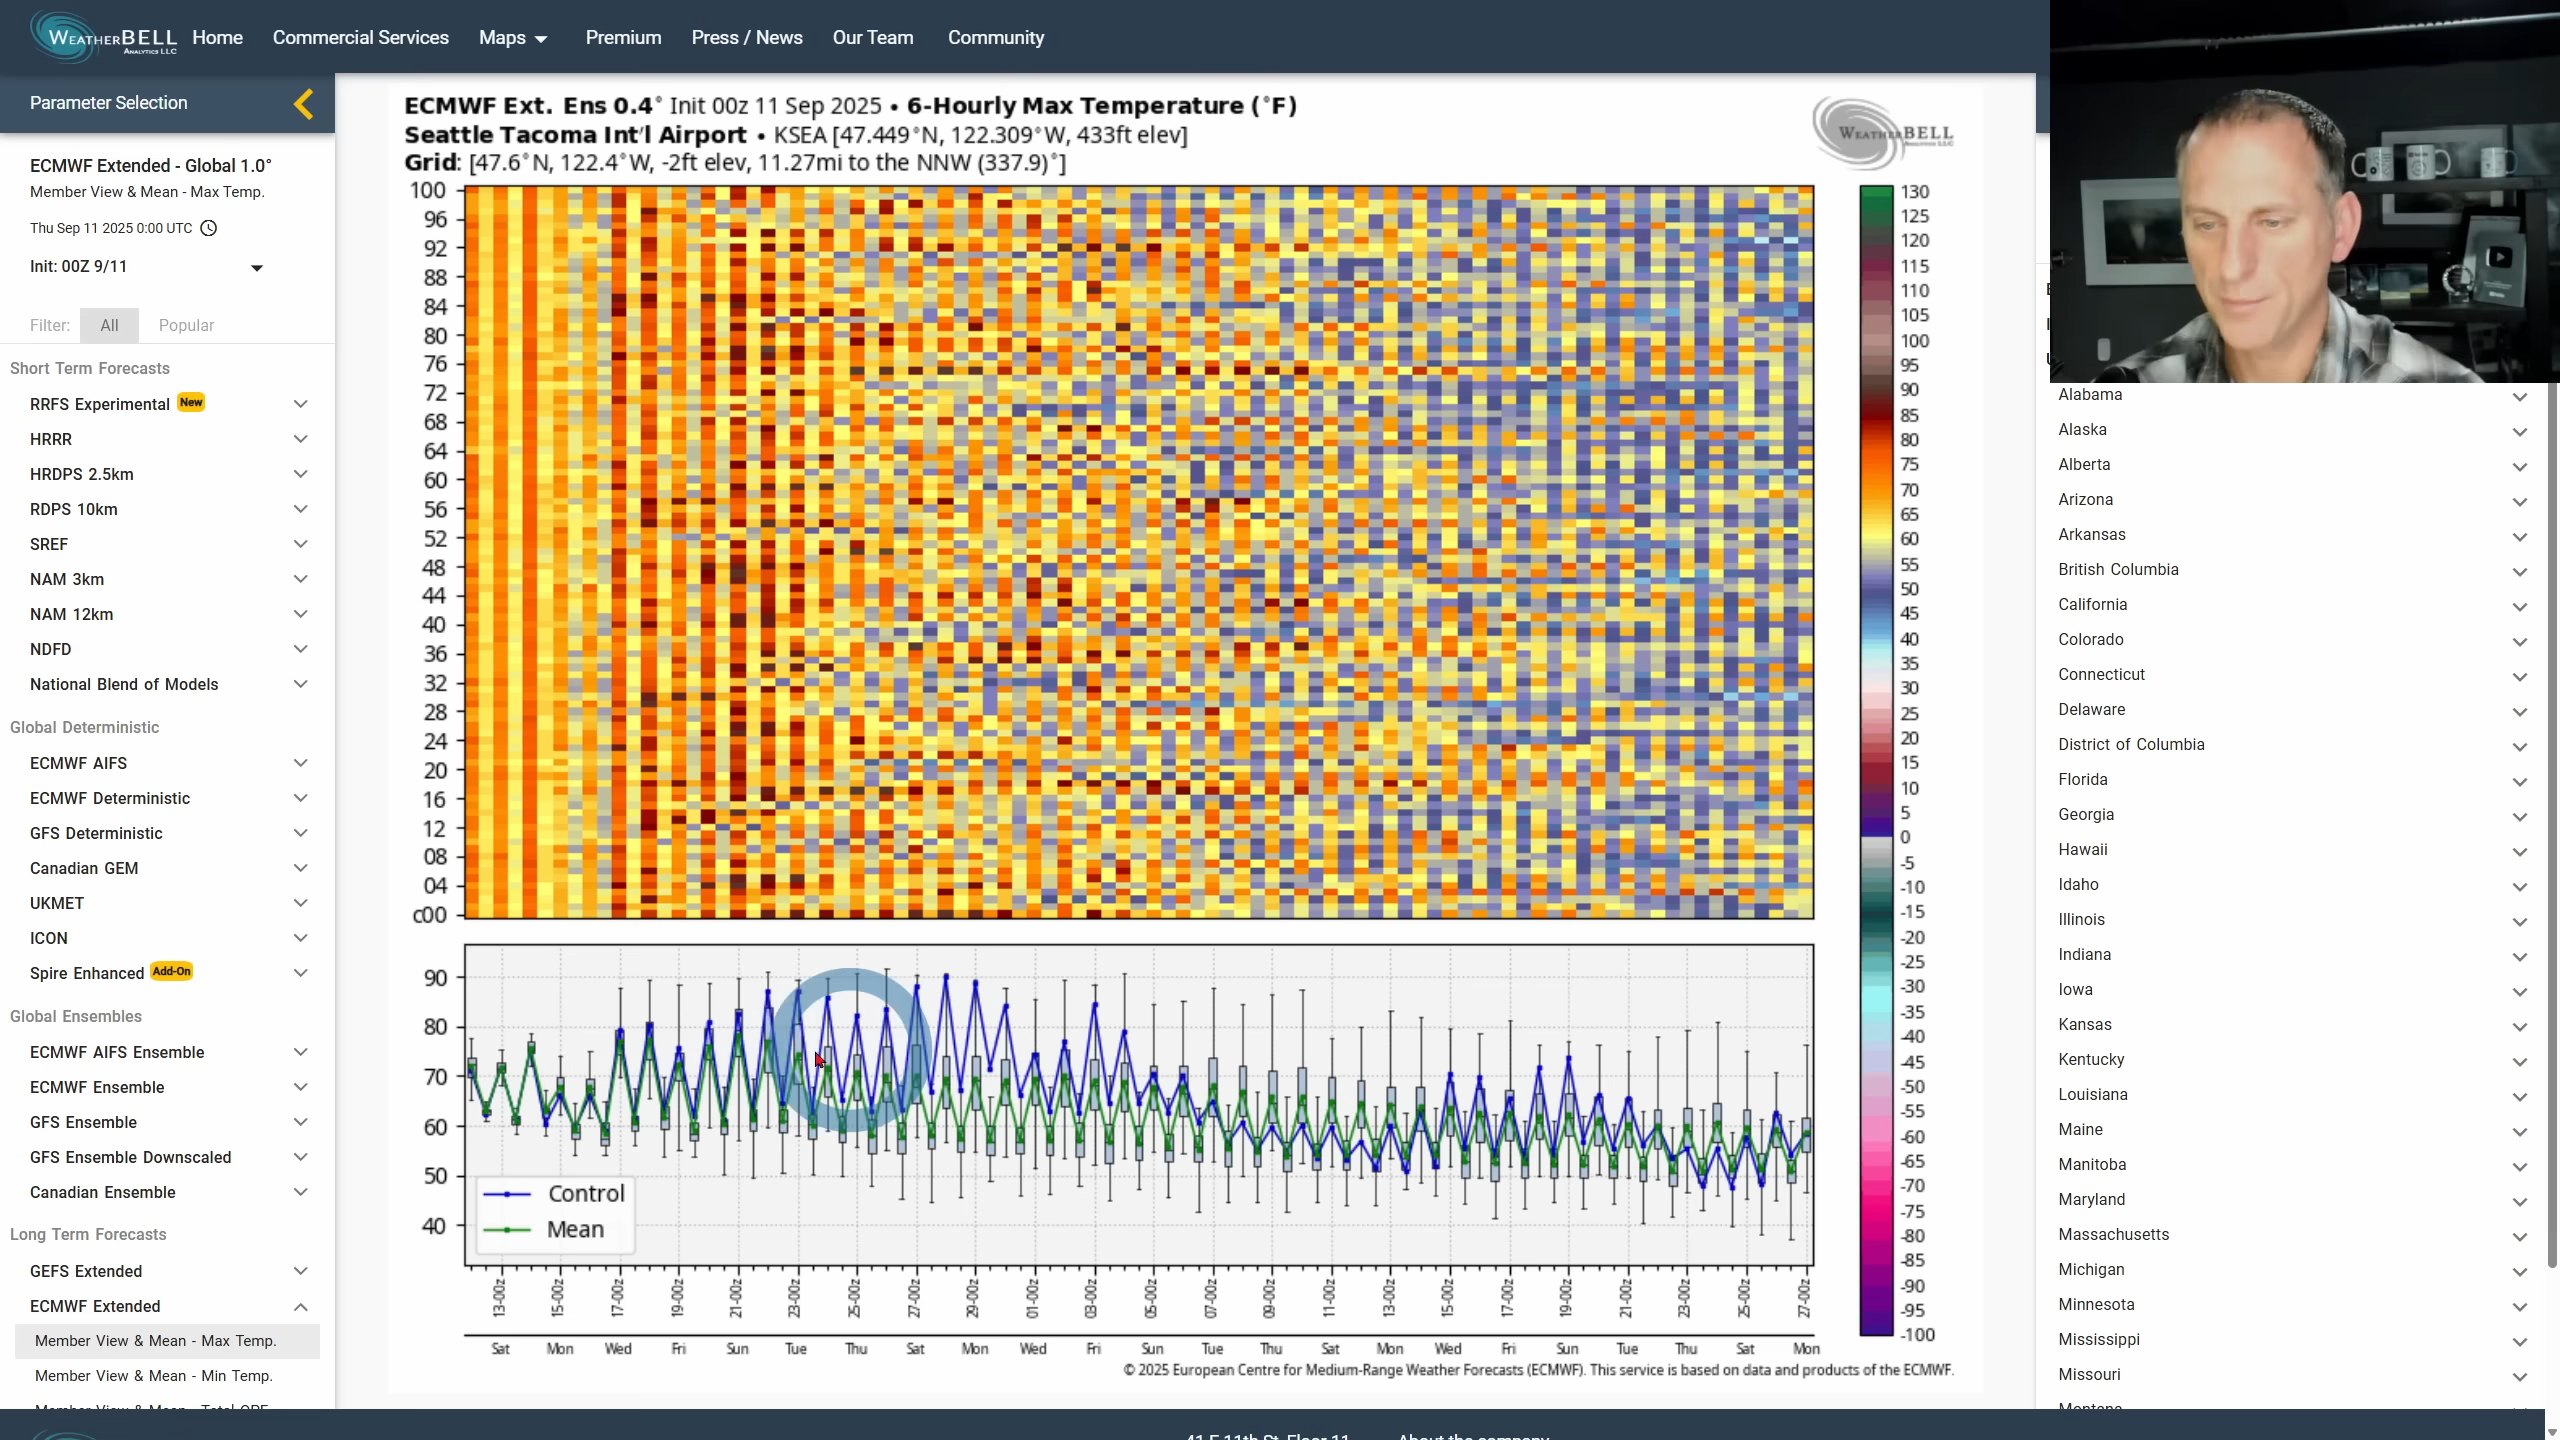 WEATHERBELL
ANALYTICS LLC
Home
Commercial Services
Maps
Premium
Press / News
Our Team
Community
Parameter Selection
ECMWF Extended - Global 1.0°
Member View & Mean - Max Temp.
Thu Sep 11 2025 0:00 UTC
Init: 00Z 9/11
Filter:
All
Popular
Short Term Forecasts
RRFS Experimental New
HRRR
HRDPS 2.5km
RDPS 10km
SREF
NAM 3km
NAM 12km
NDFD
National Blend of Models
Global Deterministic
ECMWF AIFS
ECMWF Deterministic
GFS Deterministic
Canadian GEM
UKMET
ICON
Spire Enhanced Add-On
Global Ensembles
ECMWF AIFS Ensemble
ECMWF Ensemble
GFS Ensemble
GFS Ensemble Downscaled
Canadian Ensemble
Long Term Forecasts
GEFS Extended
ECMWF Extended
Member View & Mean - Max Temp.
Member View & Mean - Min Temp.
ECMWF Ext. Ens 0.4° Init 00z 11 Sep 2025 • 6-Hourly Max Temperature (°F)
Seattle Tacoma Int'l Airport • KSEA [47.449°N, 122.309°W, 433ft elev]
Grid: [47.6°N, 122.4°W, -2ft elev, 11.27mi to the NNW (337.9)°]
WEATHERBELL
100
96
92
88
84
80
76
72
68
64
60
56
52
48
44
40
36
32
28
24
20
16
12
08
04
c00
130
125
120
115
110
105
100
95
90
85
80
75
70
65
60
55
50
45
40
35
30
25
20
15
10
5
0
-5
-10
-15
-20
-25
-30
-35
-40
-45
-50
-55
-60
-65
-70
-75
-80
-85
-90
-95
-100
90
80
70
60
50
40
Control
Mean
13-00z
15-00z
17-00z
19-00z
21-00z
23-00z
25-00z
27-00z
29-00z
01-00z
03-00z
05-00z
07-00z
09-00z
11-00z
13-00z
15-00z
17-00z
19-00z
21-00z
23-00z
25-00z
27-00z
Sat
Mon
Wed
Fri
Sun
Tue
Thu
Sat
Mon
Wed
Fri
Sun
Tue
Thu
Sat
Mon
Wed
Fri
Sun
Tue
Thu
Sat
Mon
© 2025 European Centre for Medium-Range Weather Forecasts (ECMWF). This service is based on data and products of the ECMWF.
Alabama
Alaska
Alberta
Arizona
Arkansas
British Columbia
California
Colorado
Connecticut
Delaware
District of Columbia
Florida
Georgia
Hawaii
Idaho
Illinois
Indiana
Iowa
Kansas
Kentucky
Louisiana
Maine
Manitoba
Maryland
Massachusetts
Michigan
Minnesota
Mississippi
Missouri